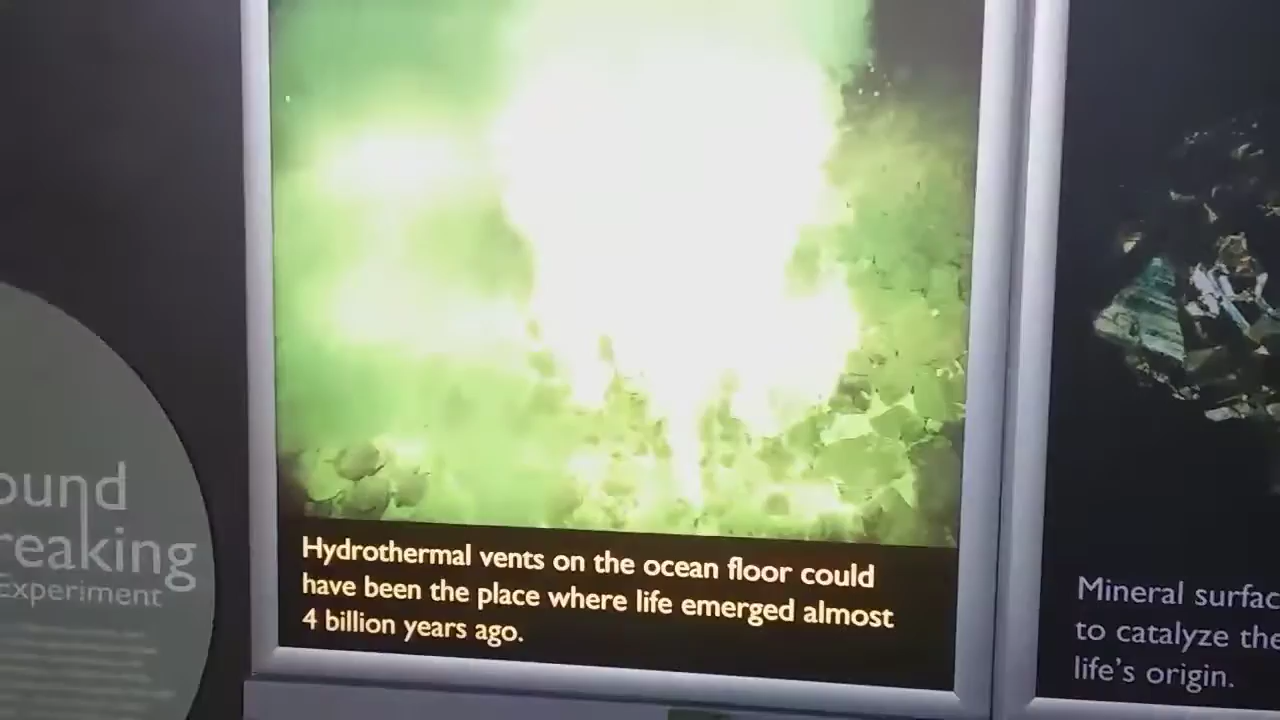 ound
reaking
Experiment
Hydrothermal vents on the ocean floor could
have been the place where life emerged almost
4 billion years ago.
Mineral surfac
to catalyze the
life's origin.